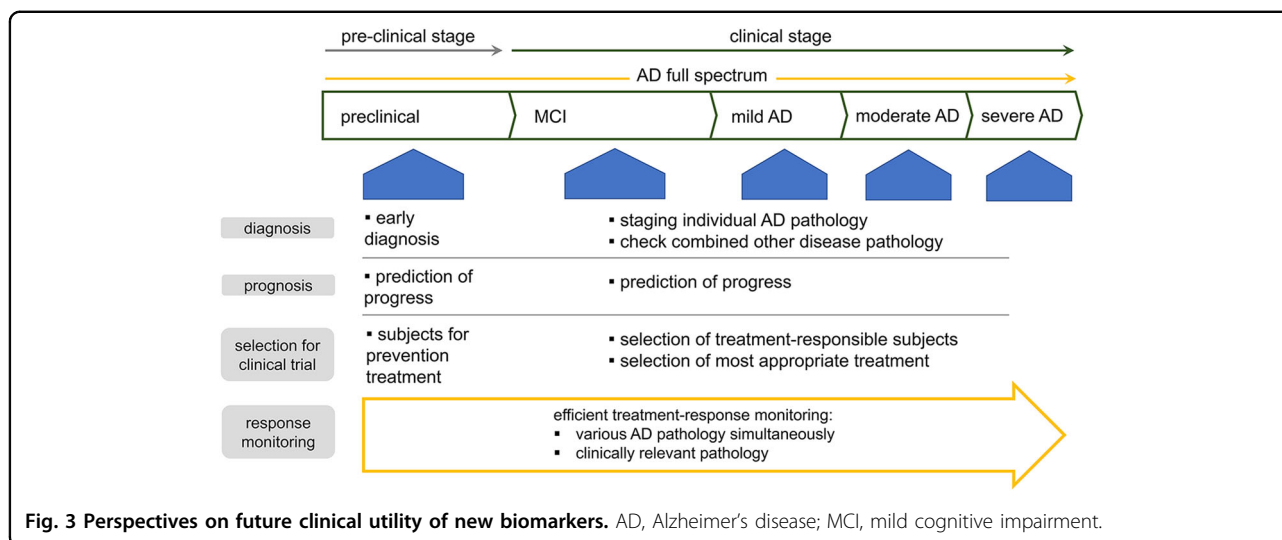 pre-clinical stage
clinical stage
AD full spectrum
preclinical
MCI
mild AD
moderate AD
severe AD
diagnosis
▪ early
diagnosis
▪ staging individual AD pathology
▪ check combined other disease pathology
prognosis
▪ prediction of
progress
▪ prediction of progress
selection for
clinical trial
▪ subjects for
prevention
treatment
▪ selection of treatment-responsible subjects
▪ selection of most appropriate treatment
response
monitoring
efficient treatment-response monitoring:
▪ various AD pathology simultaneously
▪ clinically relevant pathology
Fig. 3 Perspectives on future clinical utility of new biomarkers. AD, Alzheimer's disease; MCI, mild cognitive impairment.